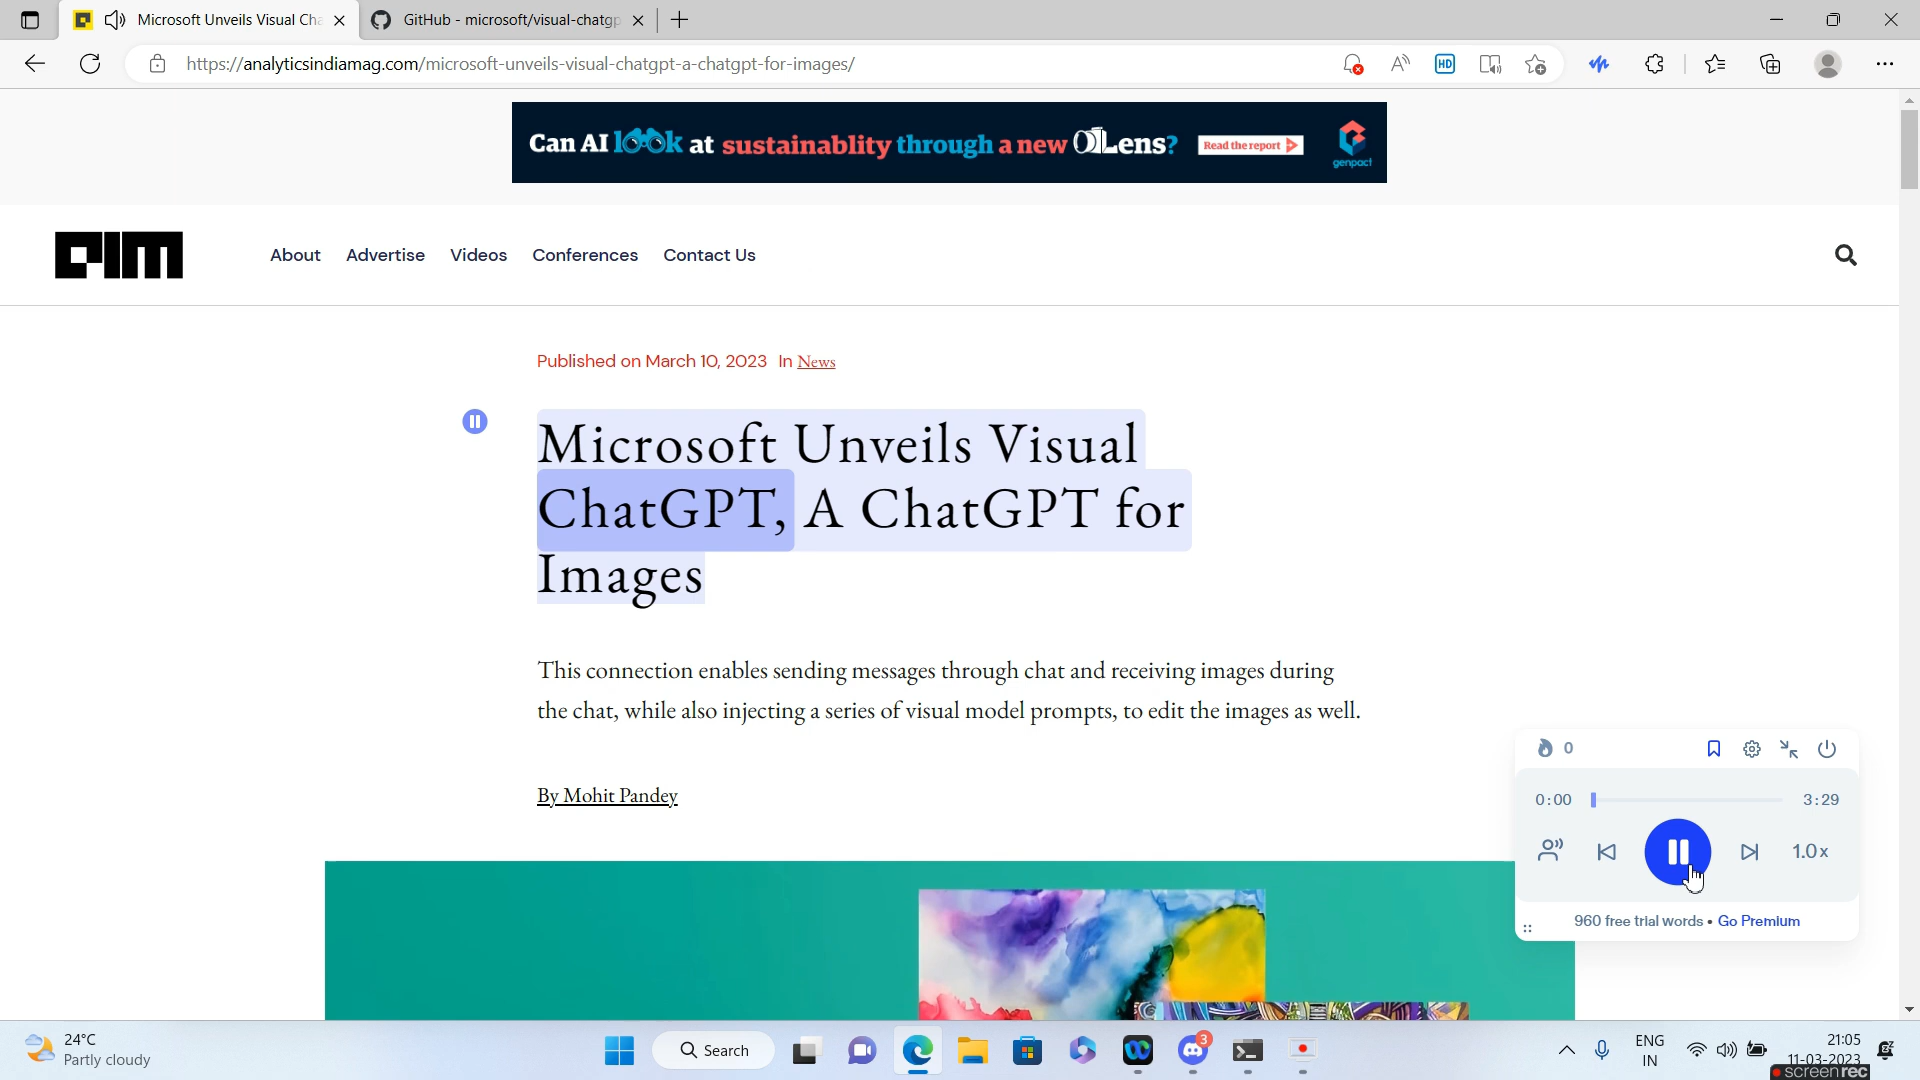 Microsoft Unveils Visual Cha
GitHub - microsoft/visual-chatgp
https://analyticsindiamag.com/microsoft-unveils-visual-chatgpt-a-chatgpt-for-images/
HD
Can AI look at sustainablity through a new Lens?
Read the report
genpact
AIM
About Advertise Videos Conferences Contact Us
Published on March 10, 2023 In News
Microsoft Unveils Visual
ChatGPT, A ChatGPT for
Images
This connection enables sending messages through chat and receiving images during
the chat, while also injecting a series of visual model prompts, to edit the images as well.
By Mohit Pandey
0
0:00
3:29
1.0x
960 free trial words • Go Premium
24°C
Partly cloudy
Search
3
ENG
IN
21:05
11-03-2023
screenrec